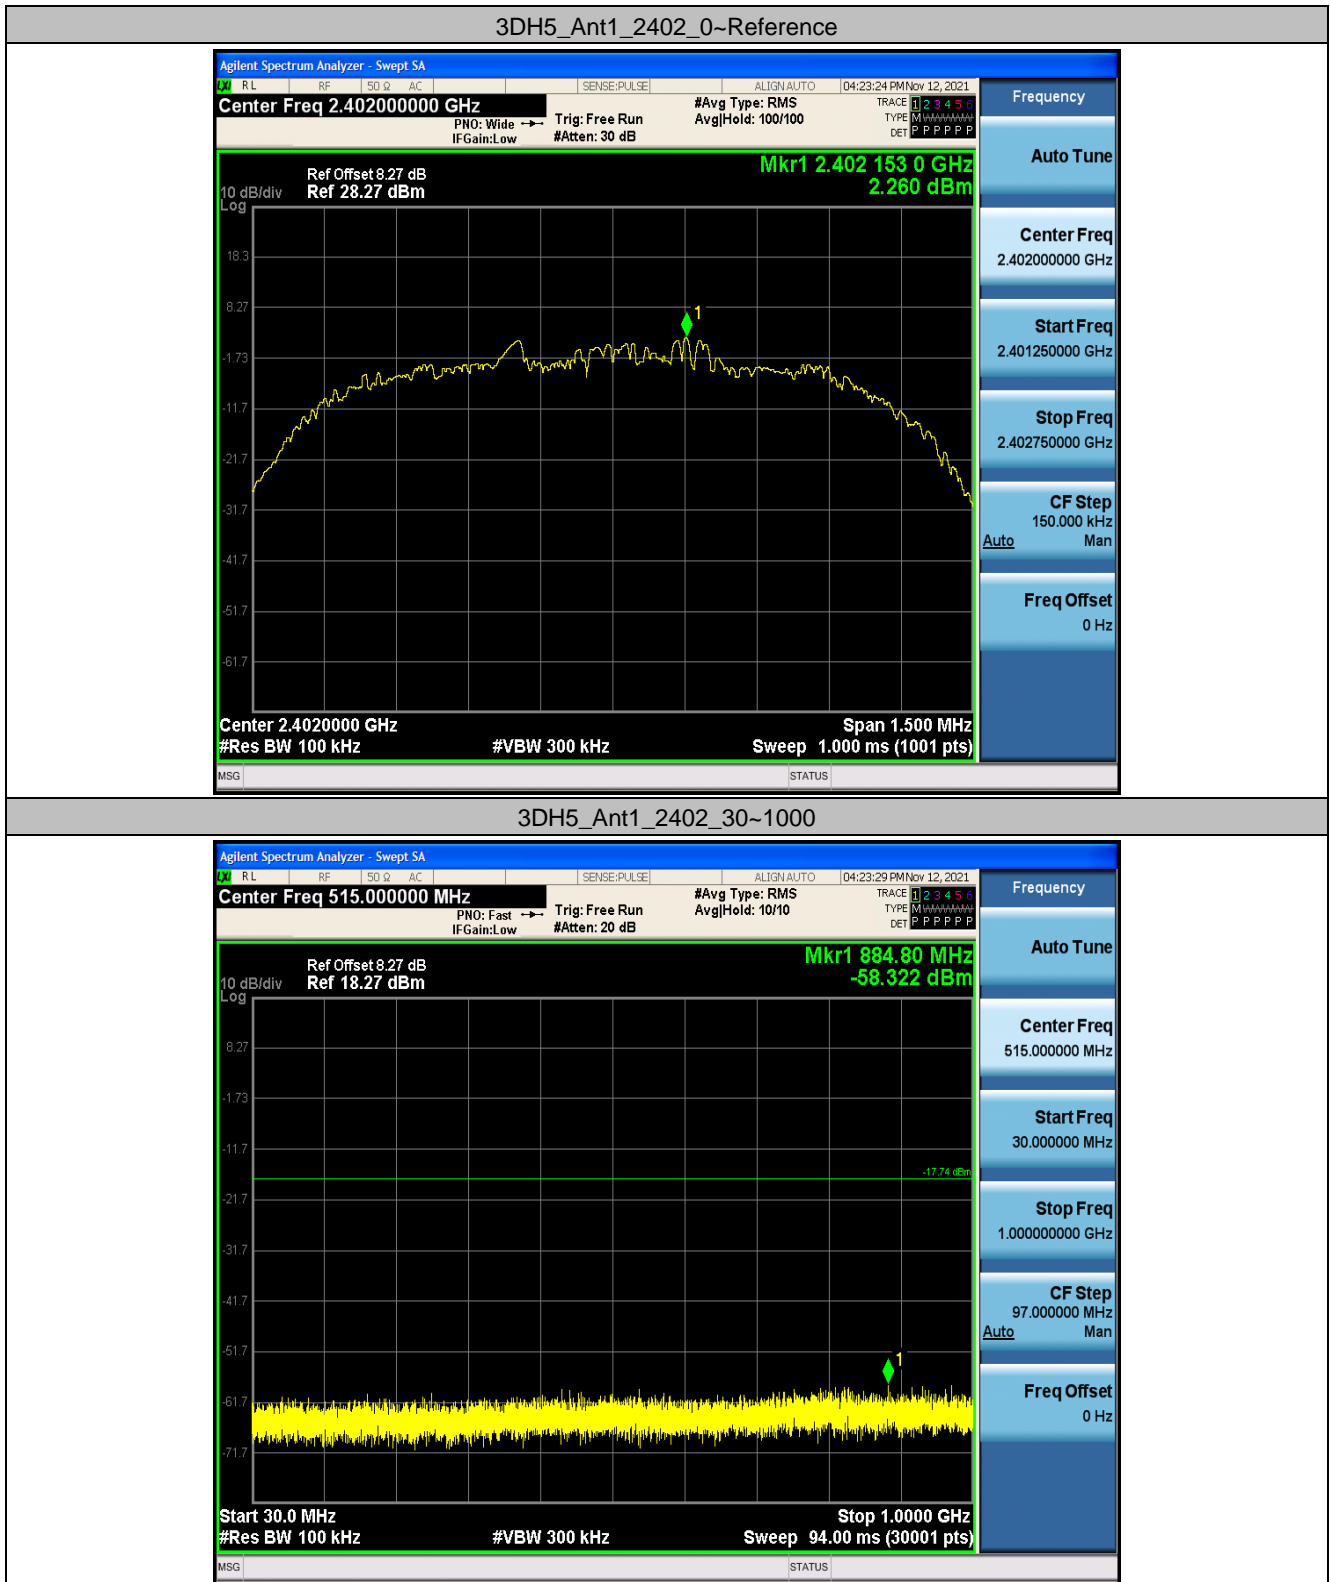 3DH5_Ant1_2402_0~Reference
Agilent Spectrum Analyzer - Swept SA
LXI RL RF 50 Ω AC SENSE:PULSE ALIGN AUTO 04:23:24 PM Nov 12, 2021
Center Freq 2.402000000 GHz
PNO: Wide
IFGain:Low
Trig: Free Run
#Atten: 30 dB
#Avg Type: RMS
Avg|Hold: 100/100
TRACE 1 2 3 4 5 6
TYPE M W W W W W
DET P P P P P P
Ref Offset 8.27 dB
Ref 28.27 dBm
10 dB/div
Log
Mkr1 2.402 153 0 GHz
2.260 dBm
18.3
8.27
-1.73
-11.7
-21.7
-31.7
-41.7
-51.7
-61.7
1
Center 2.4020000 GHz
Span 1.500 MHz
#Res BW 100 kHz
#VBW 300 kHz
Sweep 1.000 ms (1001 pts)
MSG
STATUS
Frequency
Auto Tune
Center Freq
2.402000000 GHz
Start Freq
2.401250000 GHz
Stop Freq
2.402750000 GHz
CF Step
150.000 kHz
Auto Man
Freq Offset
0 Hz
3DH5_Ant1_2402_30~1000
Agilent Spectrum Analyzer - Swept SA
LXI RL RF 50 Ω AC SENSE:PULSE ALIGN AUTO 04:23:29 PM Nov 12, 2021
Center Freq 515.000000 MHz
PNO: Fast
IFGain:Low
Trig: Free Run
#Atten: 20 dB
#Avg Type: RMS
Avg|Hold: 10/10
TRACE 1 2 3 4 5 6
TYPE M W W W W W
DET P P P P P P
Ref Offset 8.27 dB
Ref 18.27 dBm
10 dB/div
Log
Mkr1 884.80 MHz
-58.322 dBm
8.27
-1.73
-11.7
-17.74 dBm
-21.7
-31.7
-41.7
-51.7
-61.7
-71.7
1
Start 30.0 MHz
Stop 1.0000 GHz
#Res BW 100 kHz
#VBW 300 kHz
Sweep 94.00 ms (30001 pts)
MSG
STATUS
Frequency
Auto Tune
Center Freq
515.000000 MHz
Start Freq
30.000000 MHz
Stop Freq
1.000000000 GHz
CF Step
97.000000 MHz
Auto Man
Freq Offset
0 Hz